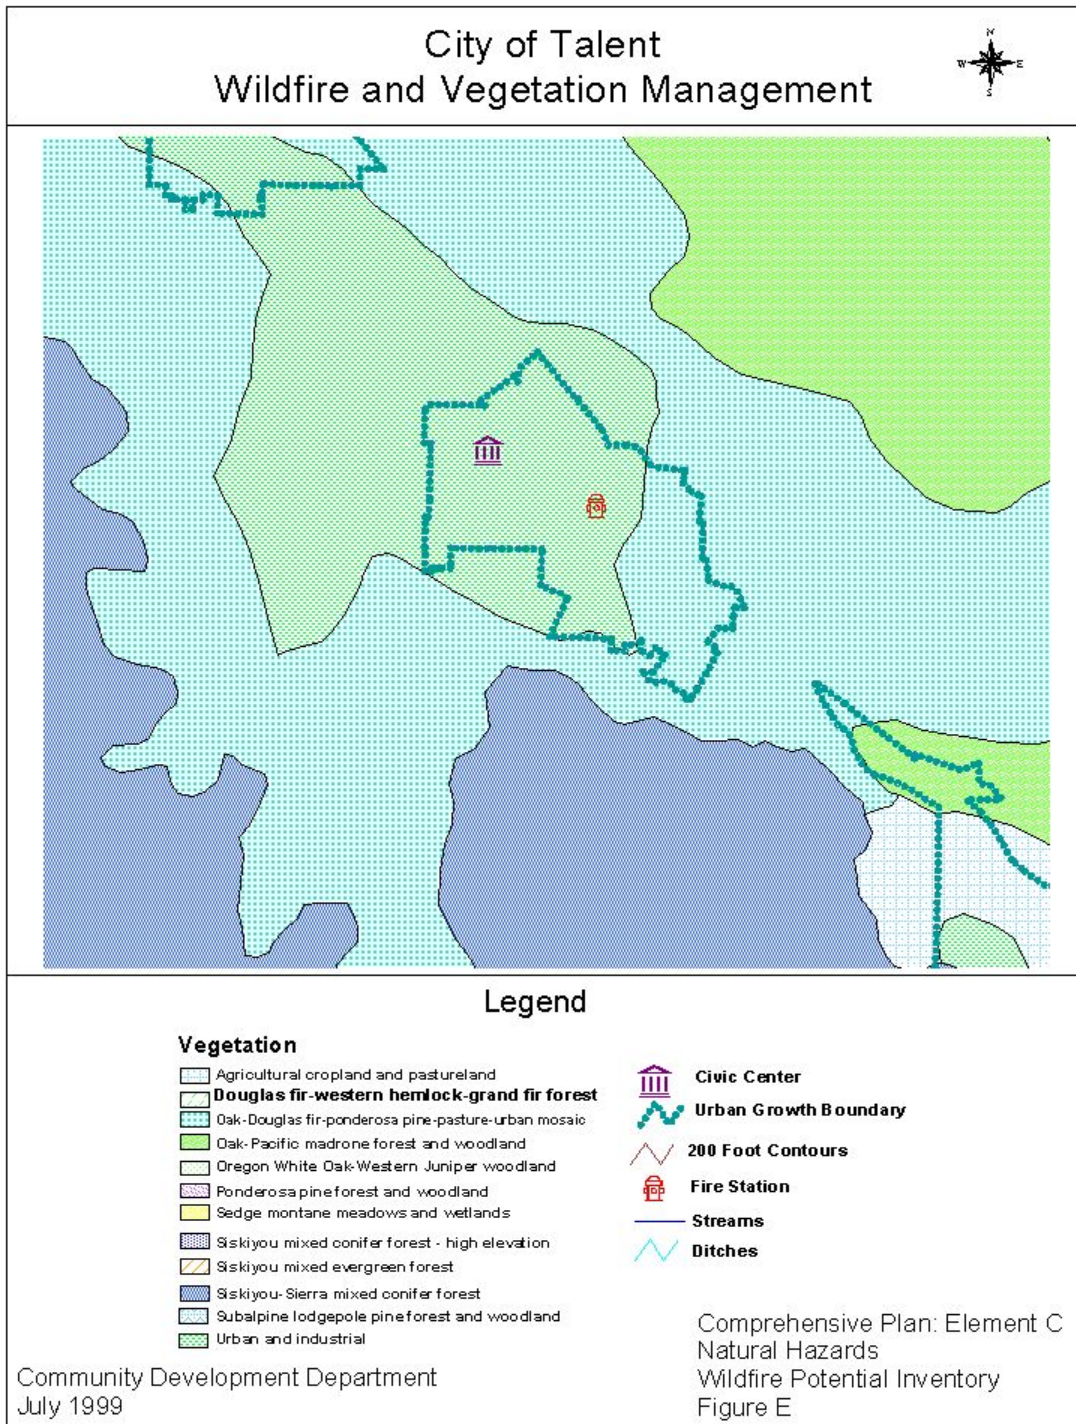 City of Talent
Wildfire and Vegetation Management
N
W E
S
Legend
Vegetation
Agricultural cropland and pastureland
Douglas fir-western hemlock-grand fir forest
Oak-Douglas fir-ponderosa pine-pasture-urban mosaic
Oak-Pacific madrone forest and woodland
Oregon White Oak-Western Juniper woodland
Ponderosa pine forest and woodland
Sedge montane meadows and wetlands
Siskiyou mixed conifer forest - high elevation
Siskiyou mixed evergreen forest
Siskiyou-Sierra mixed conifer forest
Subalpine lodgepole pine forest and woodland
Urban and industrial
Civic Center
Urban Growth Boundary
200 Foot Contours
Fire Station
Streams
Ditches
Community Development Department
July 1999
Comprehensive Plan: Element C
Natural Hazards
Wildfire Potential Inventory
Figure E